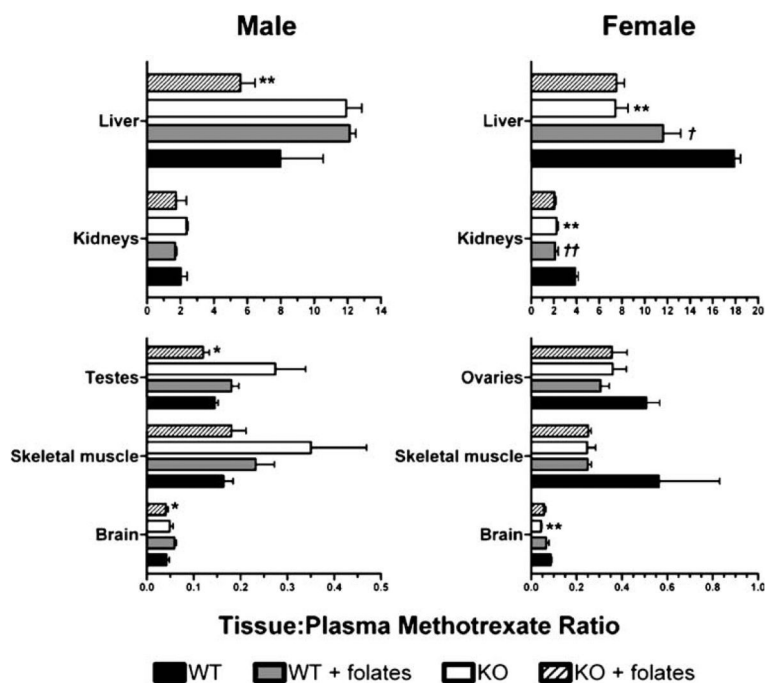 Male Female
**
Liver
Kidneys
0 2 4 6 8 10 12 14
Liver
**
†
Kidneys
**
††
0 2 4 6 8 10 12 14 16 18 20
Testes
*
Skeletal muscle
Brain
*
0.0 0.1 0.2 0.3 0.4 0.5
Ovaries
Skeletal muscle
Brain
**
0.0 0.2 0.4 0.6 0.8 1.0
Tissue:Plasma Methotrexate Ratio
WT WT + folates KO KO + folates